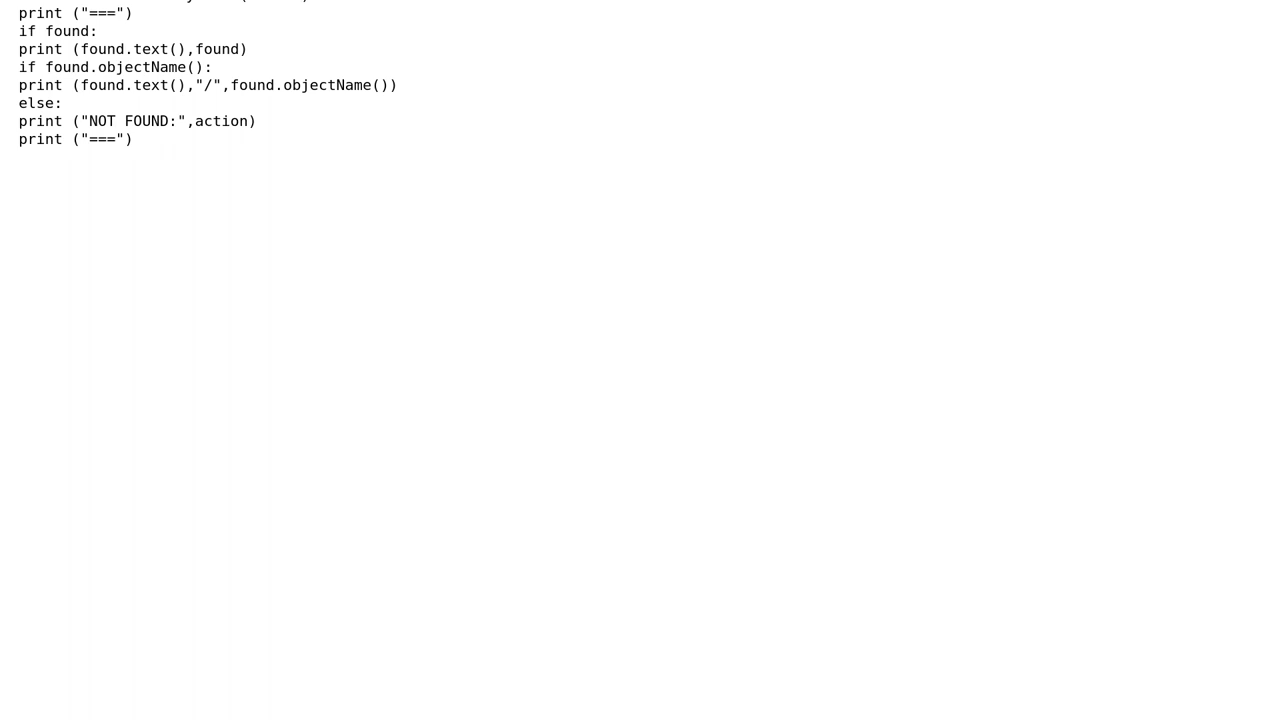 print ("===")
if found:
print (found.text(),found)
if found.objectName():
print (found.text(),"/",found.objectName())
else:
print ("NOT FOUND:",action)
print ("===")